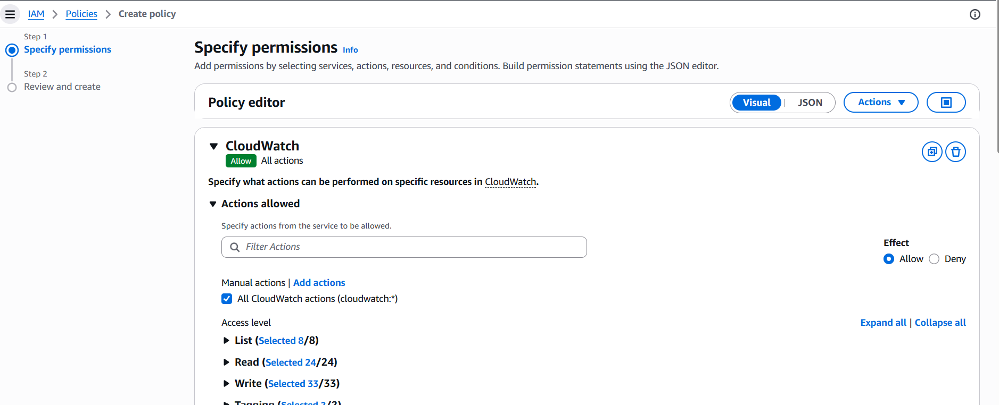 IAM > Policies > Create policy
Step 1
Specify permissions
Step 2
Review and create
Specify permissions Info
Add permissions by selecting services, actions, resources, and conditions. Build permission statements using the JSON editor.
Policy editor
Visual | JSON
Actions
CloudWatch
Allow All actions
Specify what actions can be performed on specific resources in CloudWatch.
Actions allowed
Specify actions from the service to be allowed.
Filter Actions
Effect
Allow Deny
Manual actions | Add actions
All CloudWatch actions (cloudwatch:*)
Access level
Expand all | Collapse all
List (Selected 8/8)
Read (Selected 24/24)
Write (Selected 33/33)
Tagging (Selected 2/2)